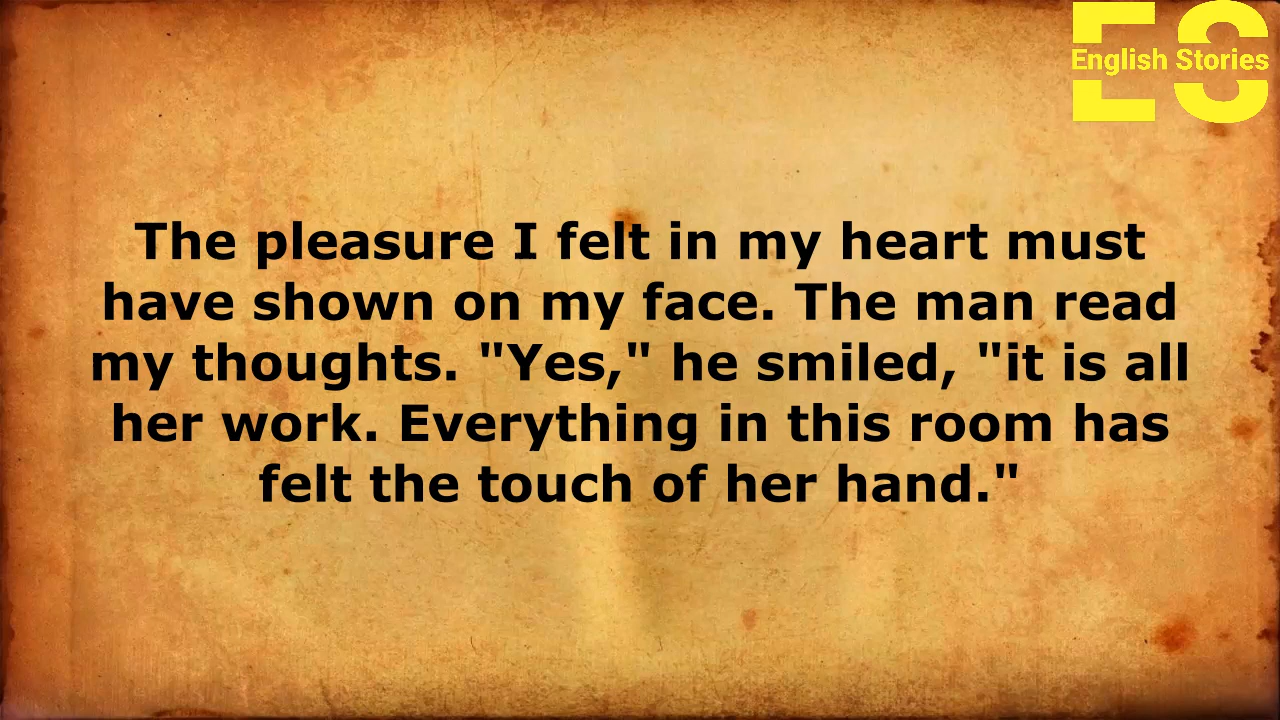 ES
English Stories
The pleasure I felt in my heart must
have shown on my face. The man read
my thoughts. "Yes," he smiled, "it is all
her work. Everything in this room has
felt the touch of her hand."